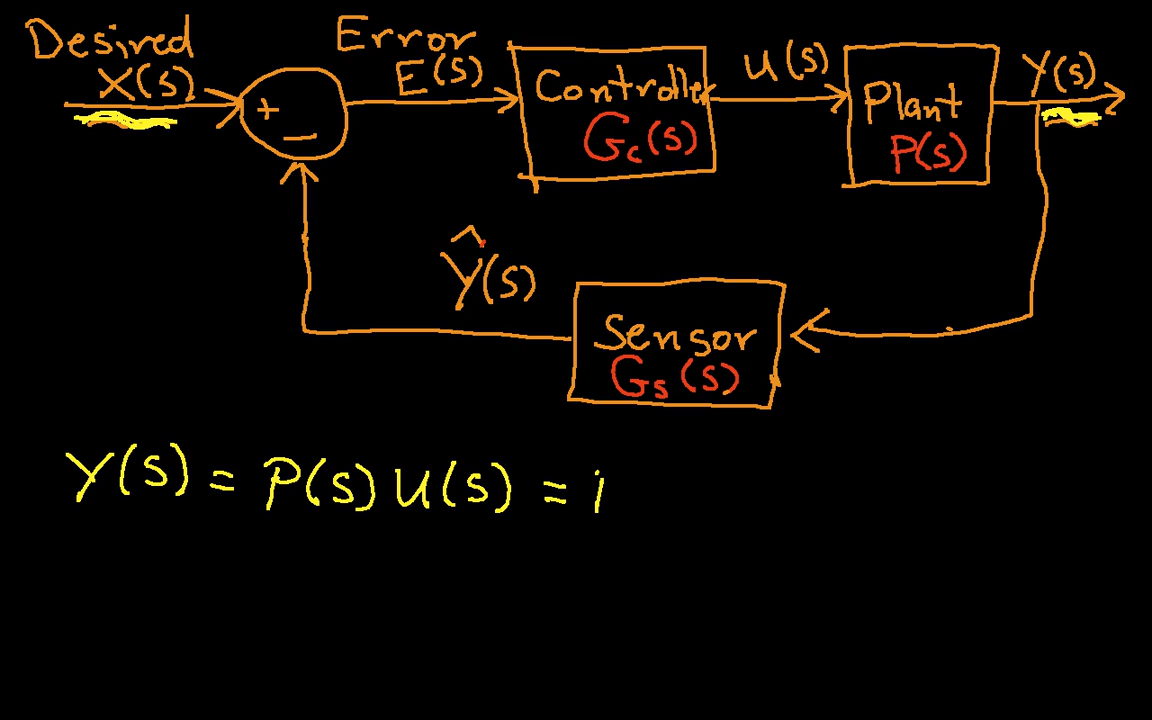 Desired
X(s)
+
−
Error
E(s)
Controller
Gc(s)
U(s)
Plant
P(s)
Y(s)
Ŷ(s)
Sensor
Gs(s)
Y(s) = P(s) U(s) =